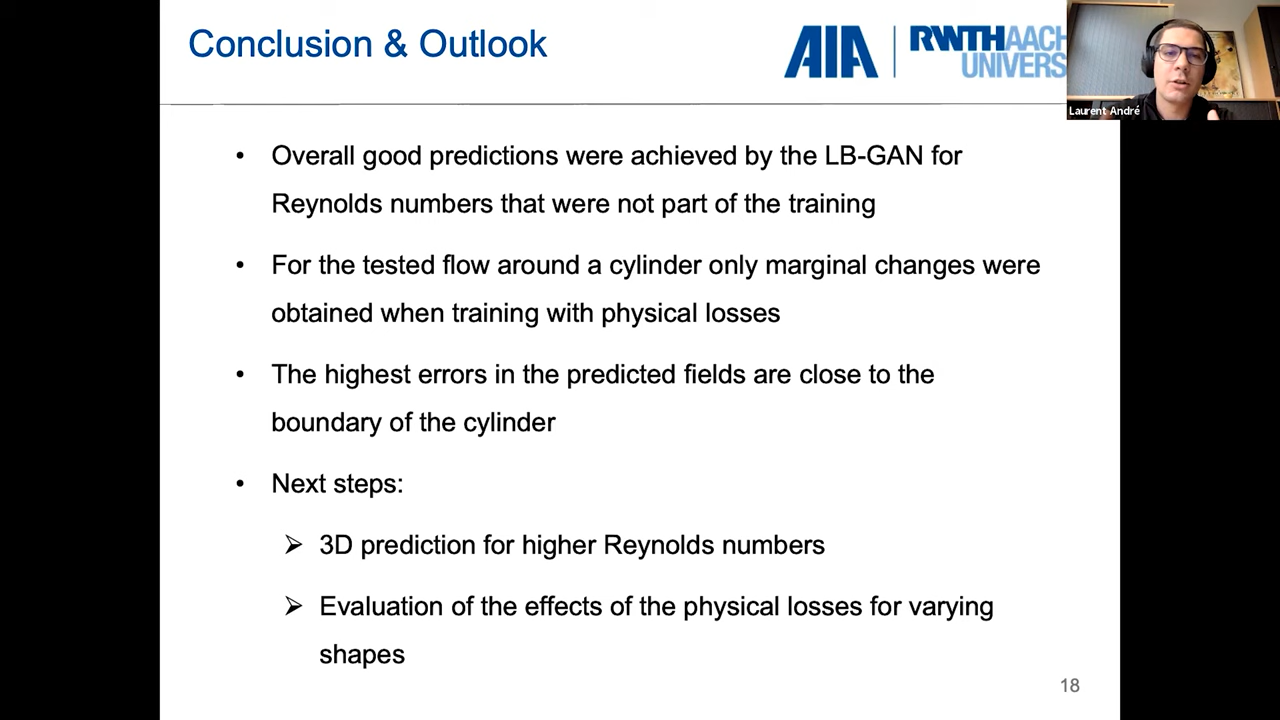 Conclusion & Outlook
AIA
RWTHAACH
UNIVERS
Laurent André
• Overall good predictions were achieved by the LB-GAN for
Reynolds numbers that were not part of the training
• For the tested flow around a cylinder only marginal changes were
obtained when training with physical losses
• The highest errors in the predicted fields are close to the
boundary of the cylinder
• Next steps:
➢ 3D prediction for higher Reynolds numbers
➢ Evaluation of the effects of the physical losses for varying
shapes
18